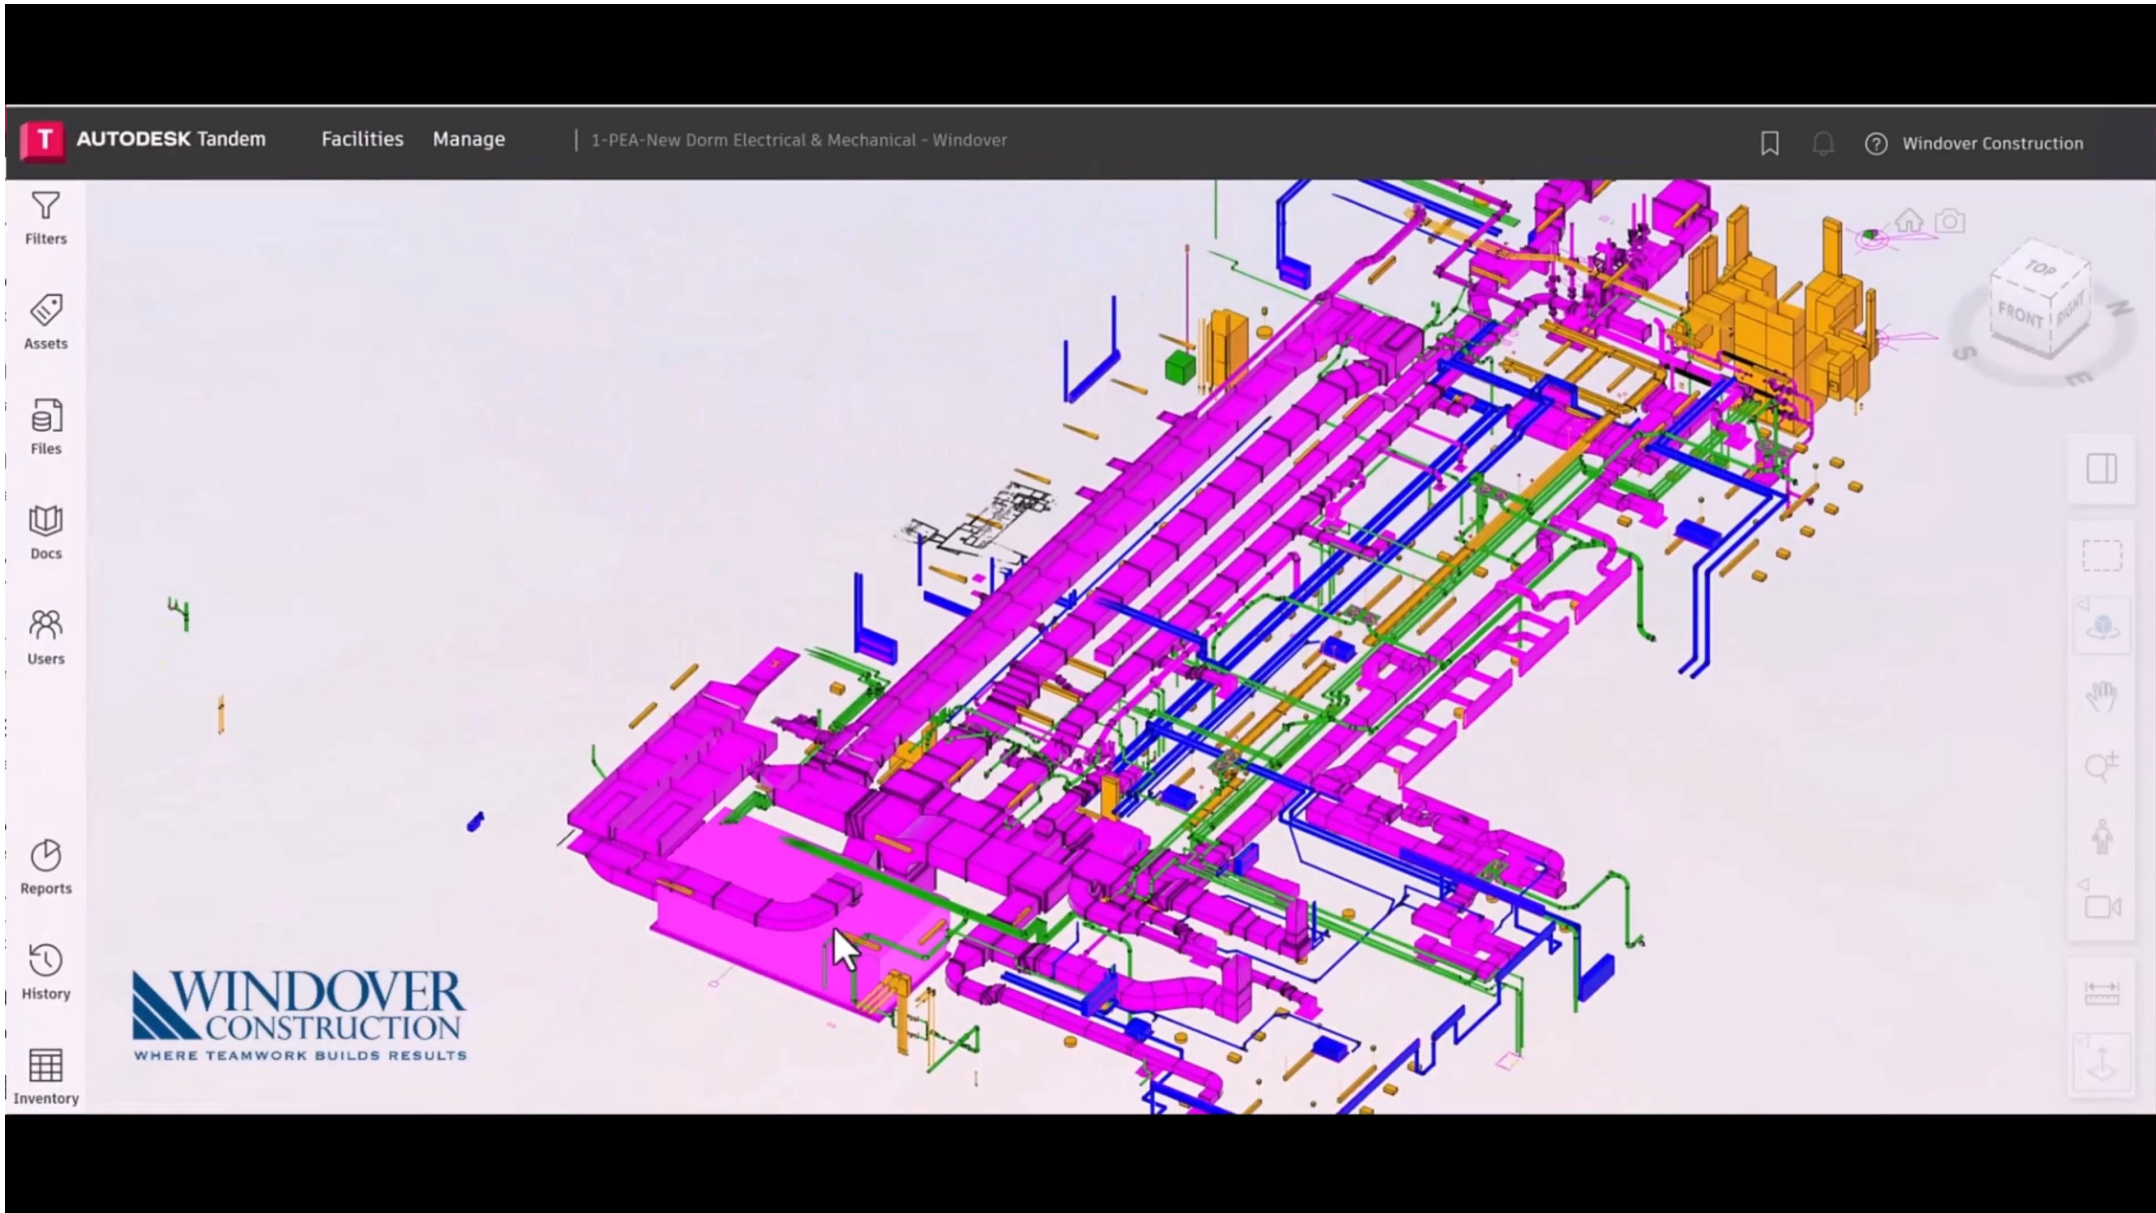 T AUTODESK Tandem Facilities Manage | 1-PEA-New Dorm Electrical & Mechanical - Windover ? Windover Construction
Filters
Assets
Files
Docs
Users
Reports
History
Inventory
TOP
FRONT RIGHT
N
S
E
WINDOVER
CONSTRUCTION
WHERE TEAMWORK BUILDS RESULTS